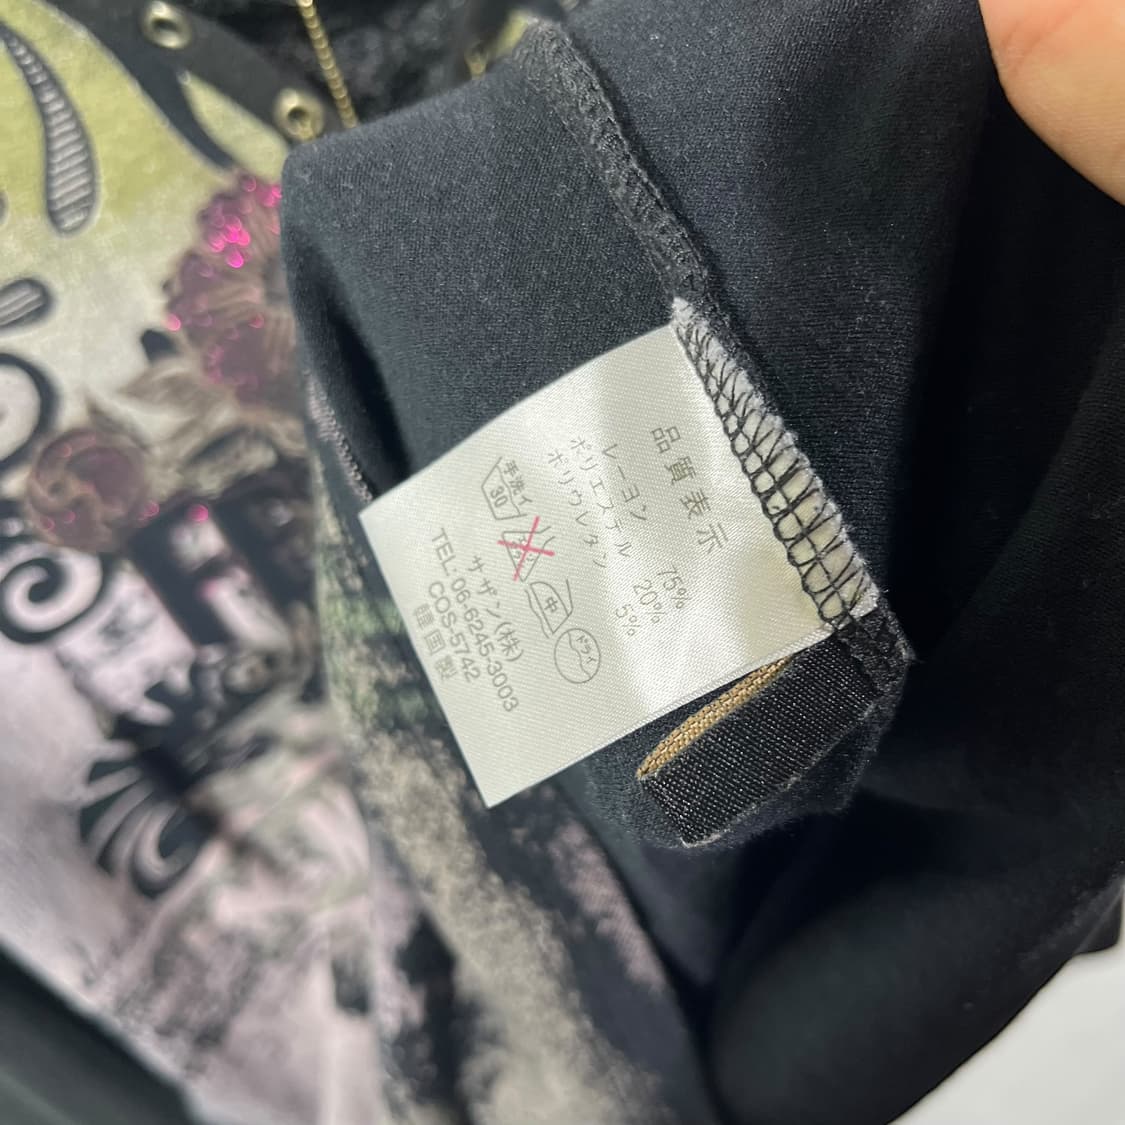 品質表示
レーヨン 75%
ポリエステル 20%
ポリウレタン 5%
手洗イ
30
中
ドライ
サザン(株)
TEL: 06-6245-3003
COS-5742
韓国製